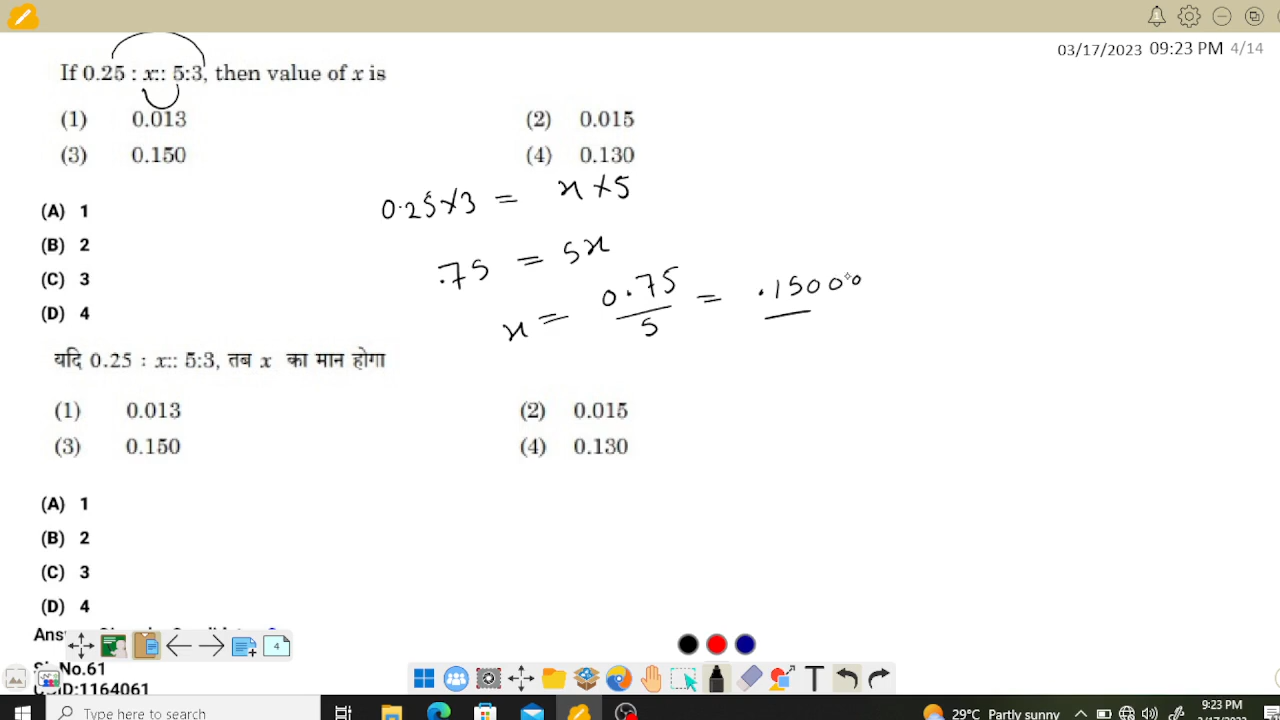 03/17/2023 09:23 PM 4/14
If 0.25 : x:: 5:3, then value of x is
(1) 0.013 (2) 0.015
(3) 0.150 (4) 0.130
0.25×3 = x×5
(A) 1
(B) 2
.75 = 5x
(C) 3
x = 0.75/5 = .15000
(D) 4
यदि 0.25 : x:: 5:3, तब x का मान होगा
(1) 0.013 (2) 0.015
(3) 0.150 (4) 0.130
(A) 1
(B) 2
(C) 3
(D) 4
Ans
4
No.61
ID:1164061
T
9:23 PM
Type here to search
29°C Partly sunny